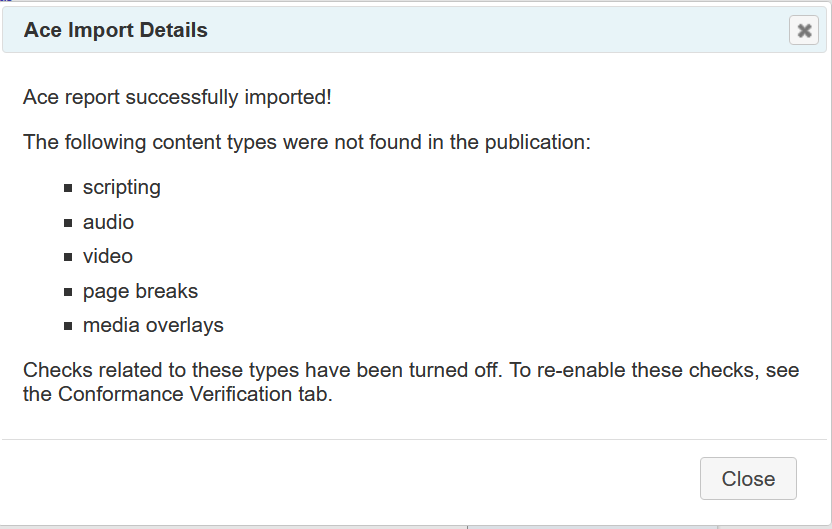 Ace Import Details
Ace report successfully imported!
The following content types were not found in the publication:
scripting
audio
video
page breaks
media overlays
Checks related to these types have been turned off. To re-enable these checks, see
the Conformance Verification tab.
Close